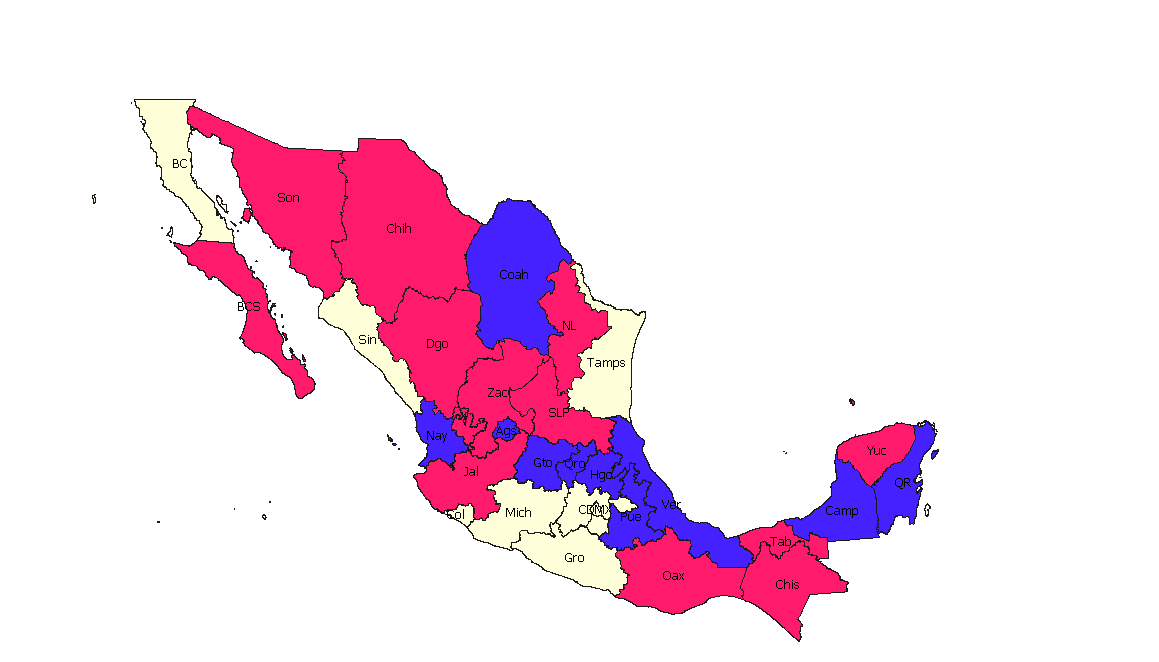 BC
Son
Chih
Coah
BCS
NL
Sin
Dgo
Tamps
Zac
SLP
Ags
Nay
Gto
Qro
Jal
Hgo
Yuc
QR
Ver
Col
Mich
CDMX
Pue
Camp
Tab
Gro
Oax
Chis